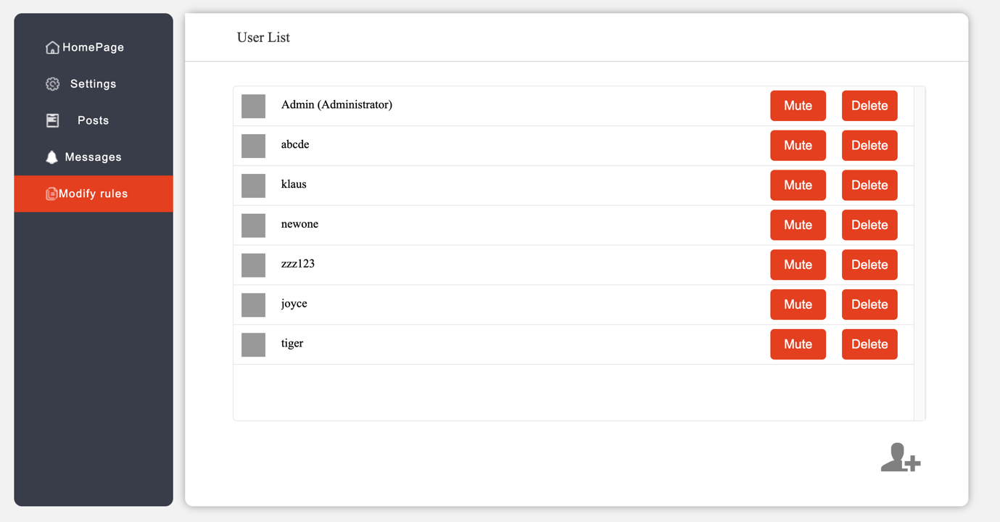 HomePage
Settings
Posts
Messages
Modify rules
User List
Admin (Administrator) Mute Delete
abcde Mute Delete
klaus Mute Delete
newone Mute Delete
zzz123 Mute Delete
joyce Mute Delete
tiger Mute Delete